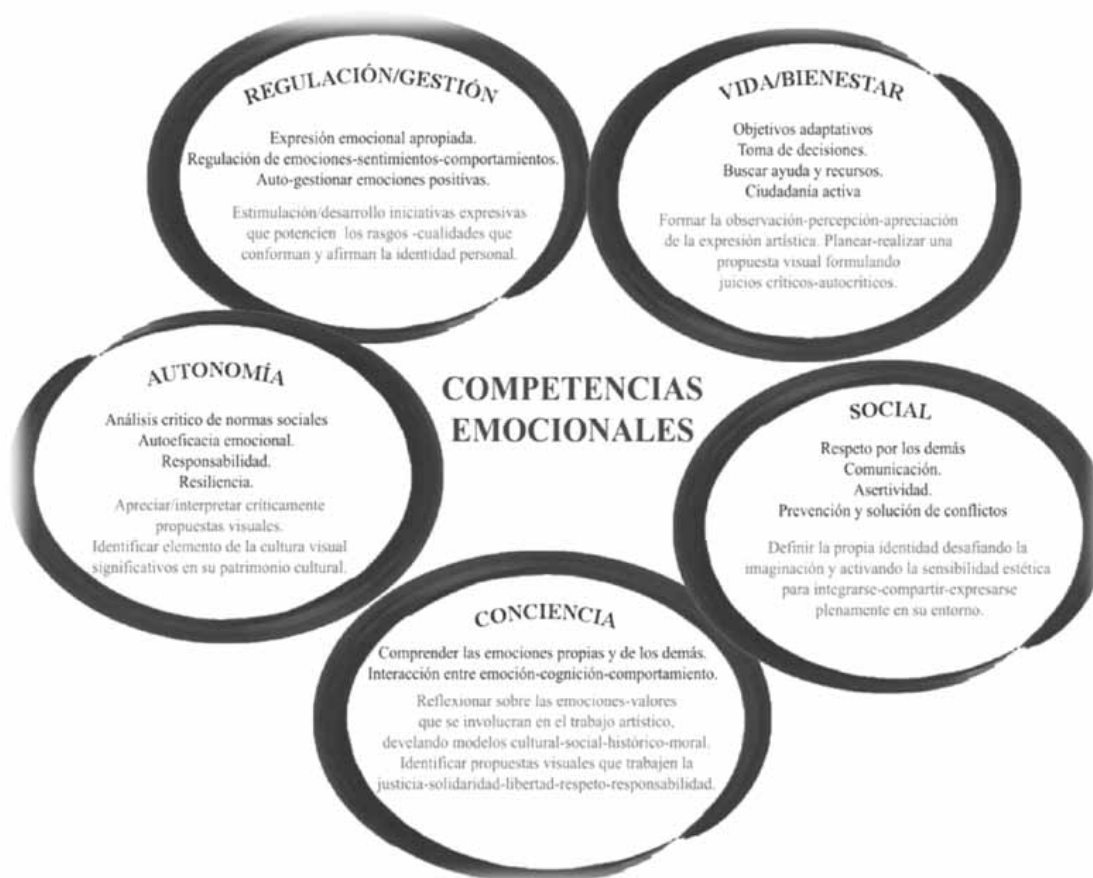 REGULACIÓN/GESTIÓN
Expresión emocional apropiada.
Regulación de emociones-sentimientos-comportamientos.
Auto-gestionar emociones positivas.
Estimulación/desarrollo iniciativas expresivas
que potencien los rasgos -cualidades que
conforman y afirman la identidad personal.
VIDA/BIENESTAR
Objetivos adaptativos
Toma de decisiones.
Buscar ayuda y recursos.
Ciudadanía activa
Formar la observación-percepción-apreciación
de la expresión artística. Planear-realizar una
propuesta visual formulando
juicios críticos-autocríticos.
COMPETENCIAS
EMOCIONALES
AUTONOMÍA
Análisis critico de normas sociales
Autoeficacia emocional.
Responsabilidad.
Resiliencia.
Apreciar/interpretar críticamente
propuestas visuales.
Identificar elemento de la cultura visual
significativos en su patrimonio cultural.
SOCIAL
Respeto por los demás
Comunicación.
Asertividad.
Prevención y solución de conflictos
Definir la propia identidad desafiando la
imaginación y activando la sensibilidad estética
para integrarse-compartir-expresarse
plenamente en su entorno.
CONCIENCIA
Comprender las emociones propias y de los demás.
Interacción entre emoción-cognición-comportamiento.
Reflexionar sobre las emociones-valores
que se involucran en el trabajo artístico,
develando modelos cultural-social-histórico-moral.
Identificar propuestas visuales que trabajen la
justicia-solidaridad-libertad-respeto-responsabilidad.